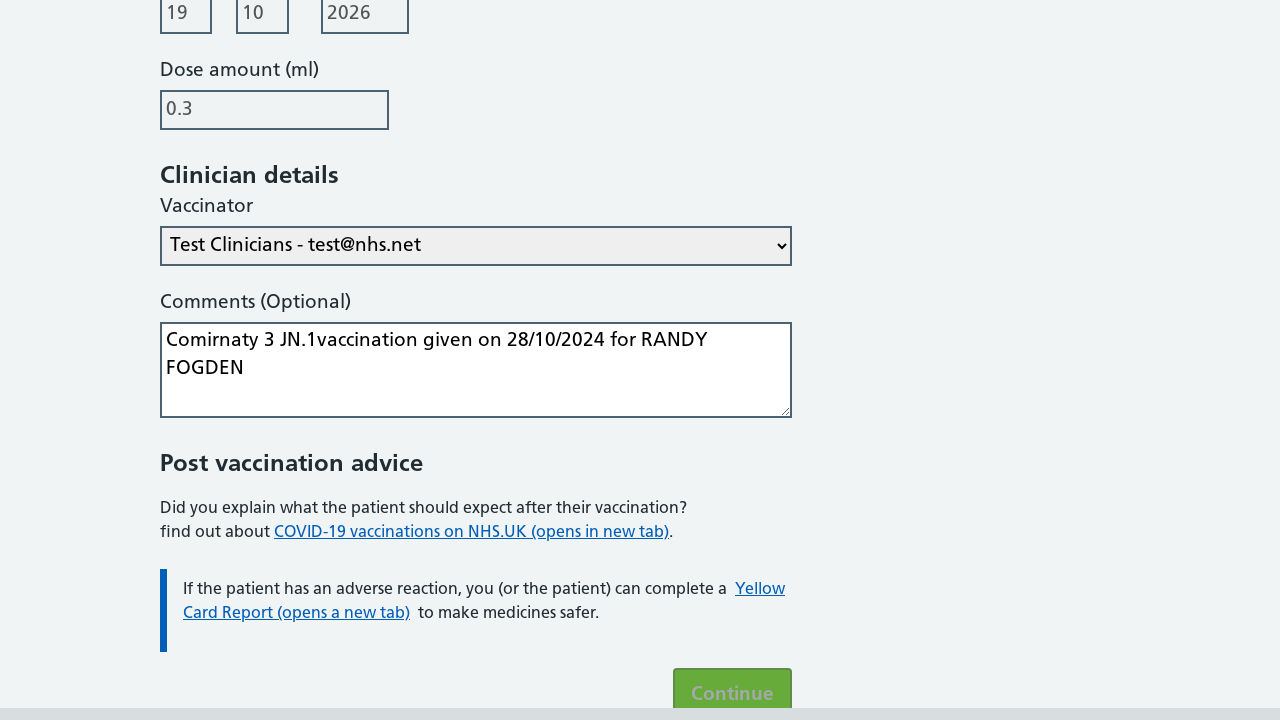 19 10 2026
Dose amount (ml)
0.3
Clinician details
Vaccinator
Test Clinicians - test@nhs.net
Comments (Optional)
Comirnaty 3 JN.1vaccination given on 28/10/2024 for RANDY
FOGDEN
Post vaccination advice
Did you explain what the patient should expect after their vaccination?
find out about COVID-19 vaccinations on NHS.UK (opens in new tab).
If the patient has an adverse reaction, you (or the patient) can complete a Yellow
Card Report (opens a new tab) to make medicines safer.
Continue